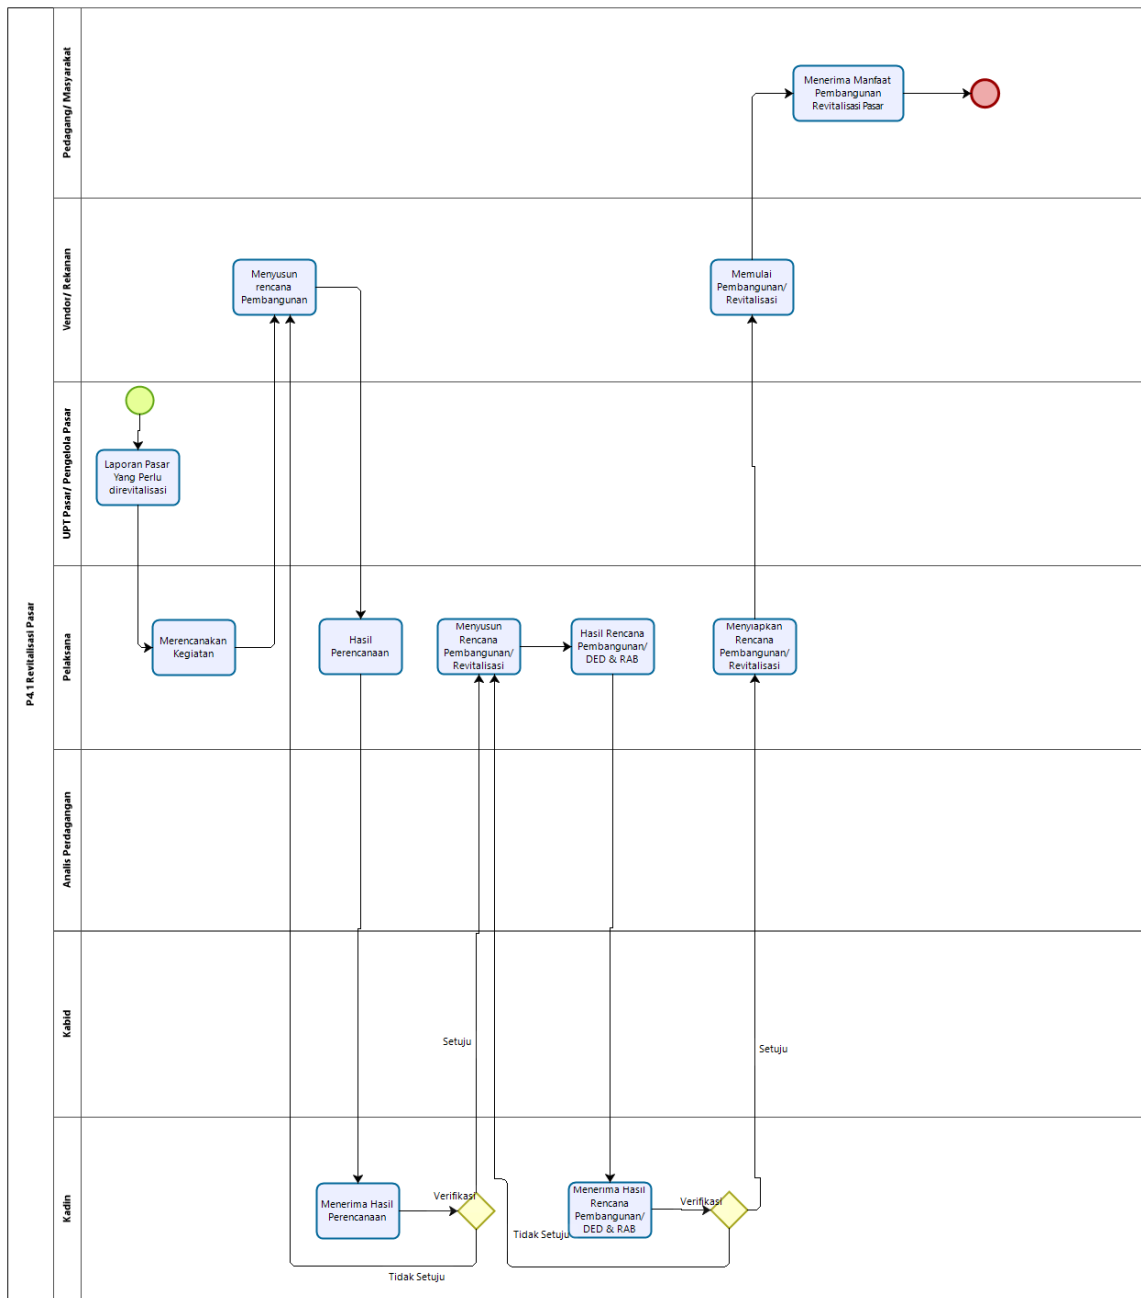 P4.1 Revitalisasi Pasar
Pedagang/ Masyarakat
Menerima Manfaat
Pembangunan
Revitalisasi Pasar
Vendor/ Rekanan
Menyusun
rencana
Pembangunan
Memulai
Pembangunan/
Revitalisasi
UPT Pasar/ Pengelola Pasar
Laporan Pasar
Yang Perlu
direvitalisasi
Pelaksana
Merencanakan
Kegiatan
Hasil
Perencanaan
Menyusun
Rencana
Pembangunan/
Revitalisasi
Hasil Rencana
Pembangunan/
DED & RAB
Menyiapkan
Rencana
Pembangunan/
Revitalisasi
Analis Perdagangan
Kabid
Setuju
Setuju
Kadin
Menerima Hasil
Perencanaan
Verifikasi
Tidak Setuju
Menerima Hasil
Rencana
Pembangunan/
DED & RAB
Verifikasi
Tidak Setuju